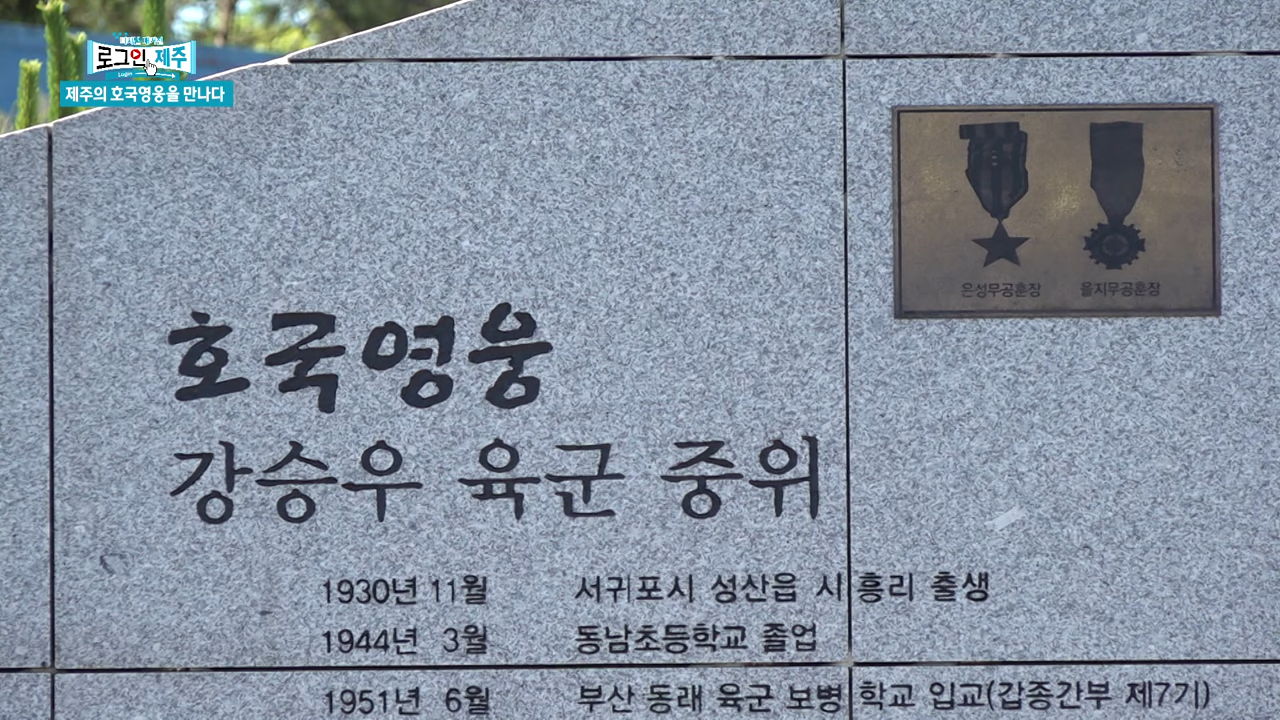 로그인 제주
Login
제주의 호국영웅을 만나다
은성무공훈장 을지무공훈장
호국영웅
강승우 육군 중위
1930년 11월 서귀포시 성산읍 시흥리 출생
1944년 3월 동남초등학교 졸업
1951년 6월 부산 동래 육군 보병 학교 입교(갑종간부 제7기)